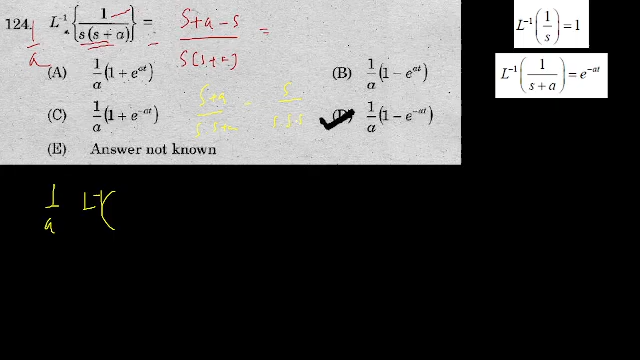 124. L⁻¹{1/(s(s+a))} =
1/a
= (s+a-s)/(s(s+a)) =
(A) 1/a (1 + e^{at})
(B) 1/a (1 − e^{at})
(C) 1/a (1 + e^{−at})
(D) 1/a (1 − e^{−at})
(E) Answer not known
L⁻¹(1/s) = 1
L⁻¹(1/(s+a)) = e^{−at}
1/a L⁻¹(